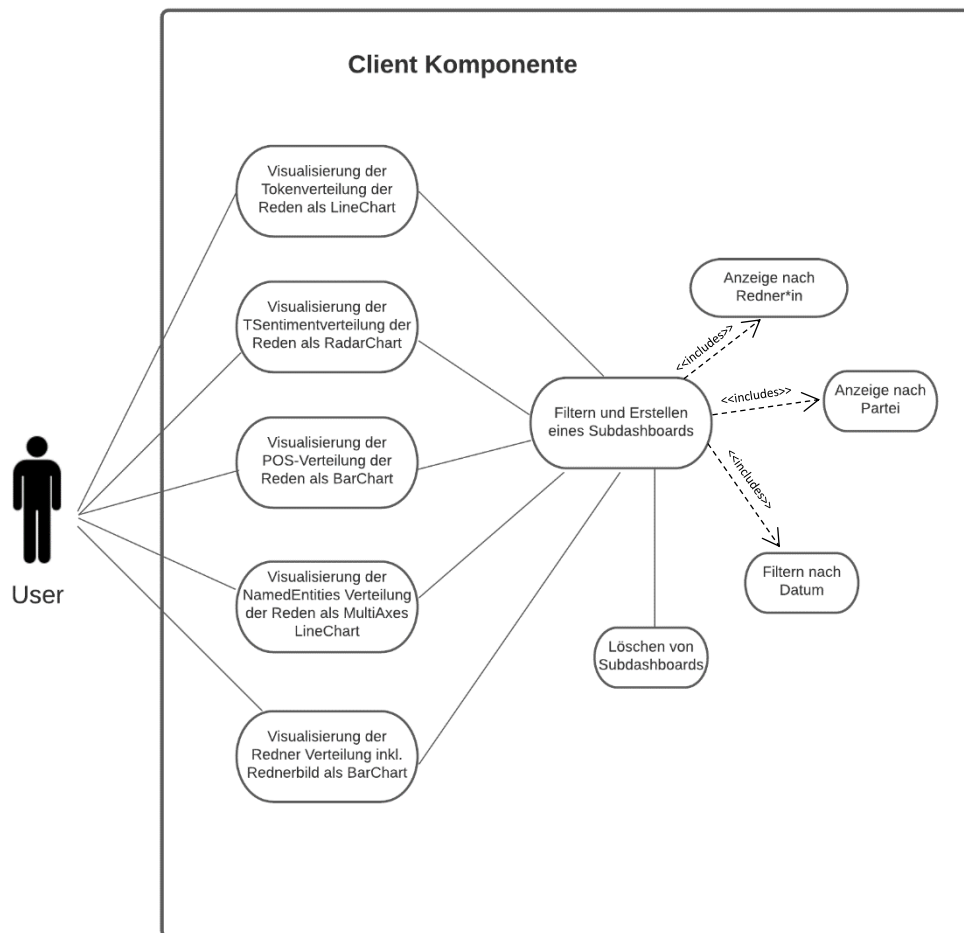 Client Komponente
Visualisierung der
Tokenverteilung der
Reden als LineChart
Visualisierung der
TSentimentverteilung der
Reden als RadarChart
Visualisierung der
POS-Verteilung der
Reden als BarChart
Visualisierung der
NamedEntities Verteilung
der Reden als MultiAxes
LineChart
Visualisierung der
Redner Verteilung inkl.
Rednerbild als BarChart
User
Filtern und Erstellen
eines Subdashboards
<<includes>>
Anzeige nach
Redner*in
<<includes>>
Anzeige nach
Partei
<<includes>>
Filtern nach
Datum
Löschen von
Subdashboards